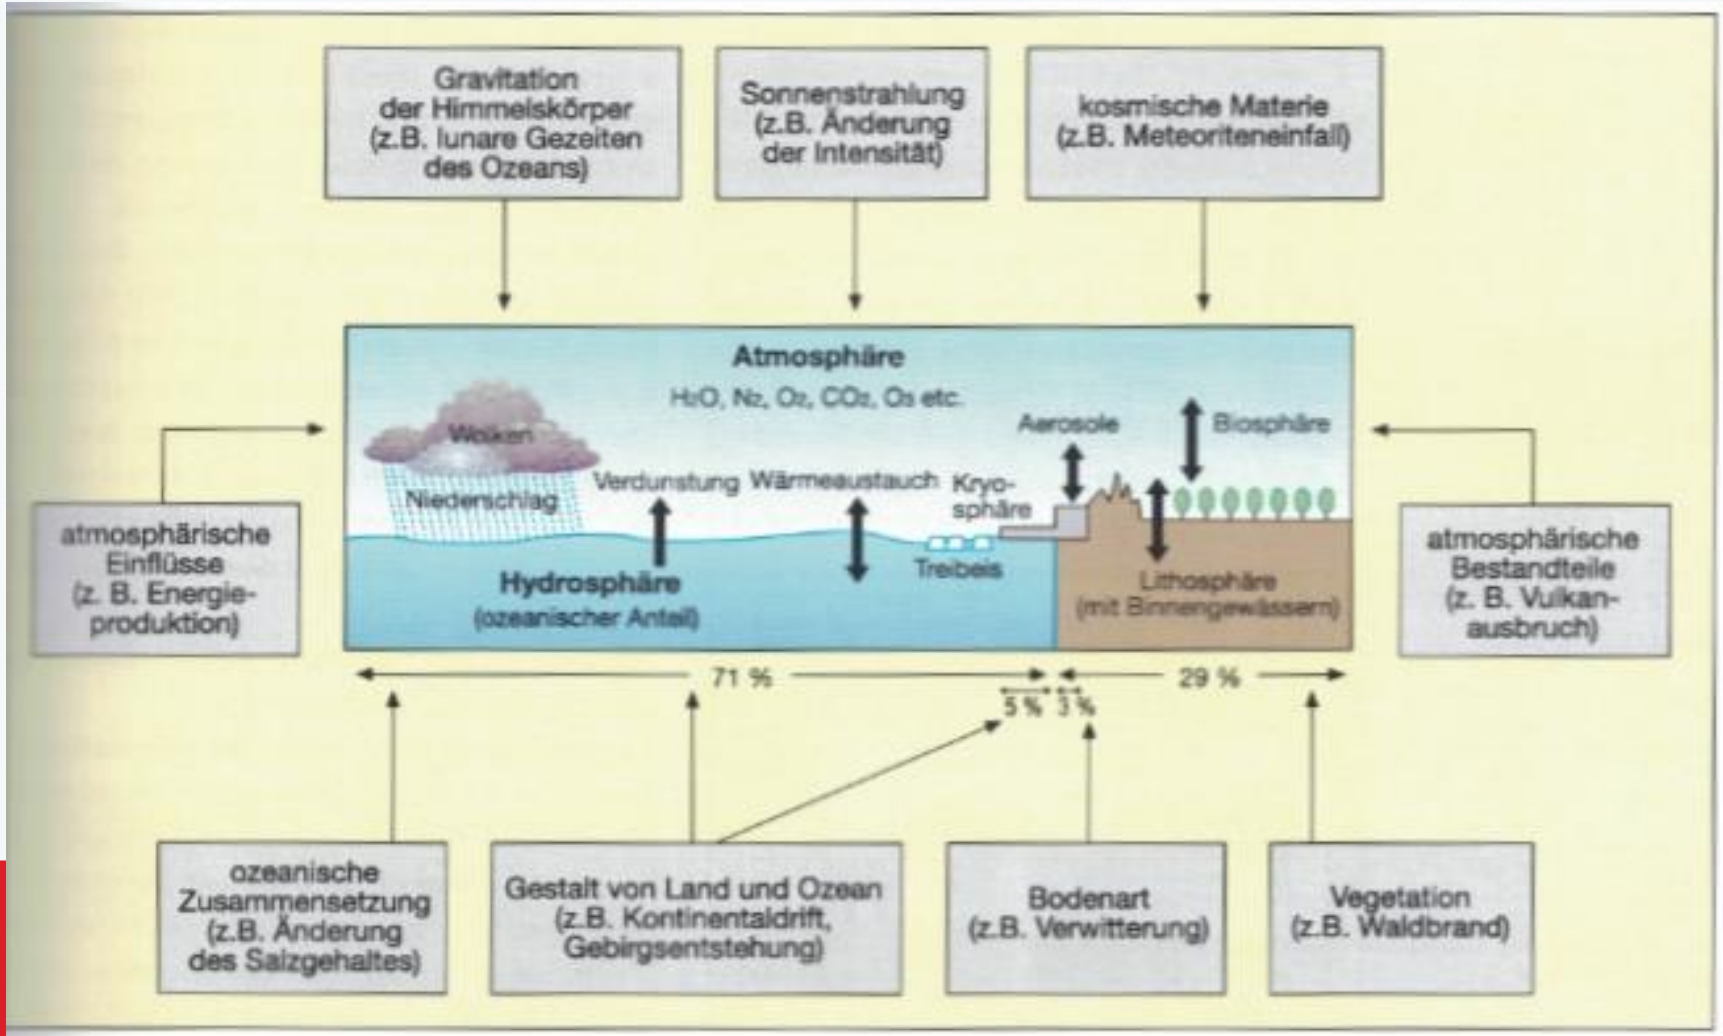 Gravitation
der Himmelskörper
(z.B. lunare Gezeiten
des Ozeans)
Sonnenstrahlung
(z.B. Änderung
der Intensität)
kosmische Materie
(z.B. Meteoriteneinfall)
Atmosphäre
H₂O, N₂, O₂, CO₂, O₃ etc.
Wolken
Niederschlag
Verdunstung
Wärmeaustauch
Kryo-
sphäre
Aerosole
Biosphäre
Hydrosphäre
(ozeanischer Anteil)
Treibeis
Lithosphäre
(mit Binnengewässern)
atmosphärische
Einflüsse
(z. B. Energie-
produktion)
atmosphärische
Bestandteile
(z. B. Vulkan-
ausbruch)
71 %
29 %
5 %
3 %
ozeanische
Zusammensetzung
(z.B. Änderung
des Salzgehaltes)
Gestalt von Land und Ozean
(z.B. Kontinentaldrift,
Gebirgsentstehung)
Bodenart
(z.B. Verwitterung)
Vegetation
(z.B. Waldbrand)